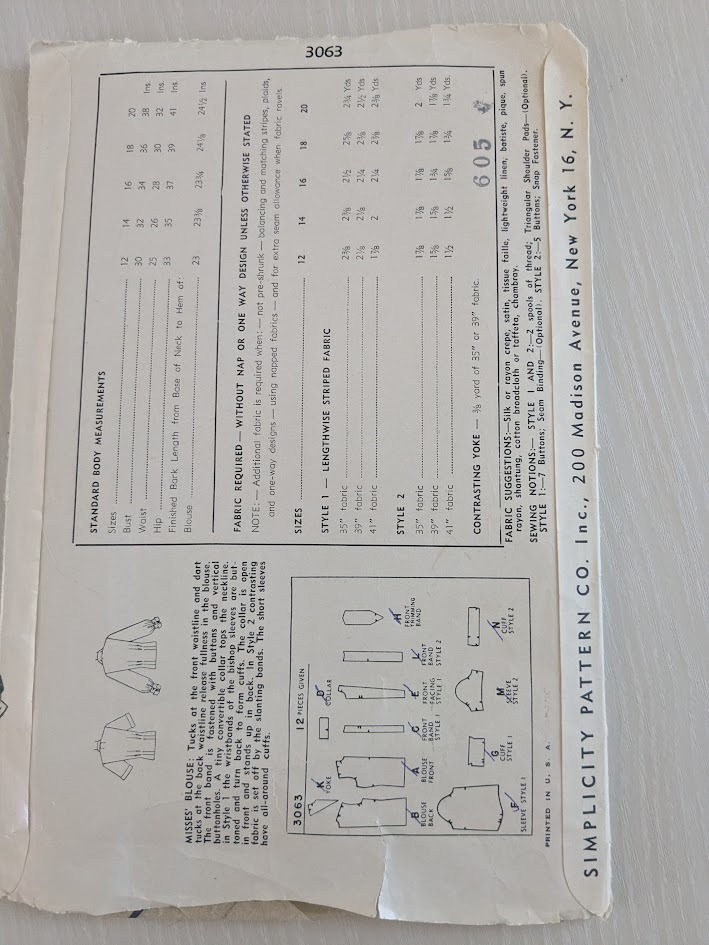 3063
MISSES' BLOUSE: Tucks at the front waistline and dart
tucks at the back waistline release fullness in the blouse.
The front band is fastened with buttons and vertical
buttonholes. A tiny convertible collar tops the neckline.
in Style 1 the wristbands of the bishop sleeves are but-
toned and turn back to form cuffs. The collar is open
in front and stands up in back. In Style 2 contrasting
fabric is set off by the slanting bands. The short sleeves
have all-around cuffs.
3063 12 PIECES GIVEN
K
YOKE
D
COLLAR
H
FRONT
TRIMMING
BAND
B
BLOUSE
BACK
A
BLOUSE
FRONT
C
FRONT
BAND
STYLE 1
E
FRONT
FACING
STYLE 1
L
FRONT
BAND
STYLE 2
F
SLEEVE STYLE 1
G
CUFF
STYLE 1
M
SLEEVE
STYLE 2
N
CUFF
STYLE 2
PRINTED IN U. S. A.
STANDARD BODY MEASUREMENTS
Sizes 12 14 16 18 20
Bust 30 32 34 36 38 Ins.
Waist 25 26 28 30 32 Ins.
Hip 33 35 37 39 41 Ins.
Finished Back Length from Base of Neck to Hem of:
Blouse 23 23⅜ 23¾ 24⅛ 24½ Ins
FABRIC REQUIRED — WITHOUT NAP OR ONE WAY DESIGN UNLESS OTHERWISE STATED
NOTE: — Additional fabric is required when: — not pre-shrunk — balancing and matching stripes, plaids,
and one-way designs — using napped fabrics — and for extra seam allowance when fabric ravels.
SIZES 12 14 16 18 20
STYLE 1 — LENGTHWISE STRIPED FABRIC
35" fabric 2⅜ 2⅜ 2½ 2⅝ 2¾ Yds
39" fabric 2⅛ 2⅛ 2¼ 2⅜ 2½ Yds
41" fabric 1⅞ 2 2¼ 2⅜ 2⅜ Yds
STYLE 2
35" fabric 1⅞ 1⅞ 1⅞ 1⅞ 2 Yds
39" fabric 1⅝ 1⅝ 1¾ 1⅞ 1⅞ Yds
41" fabric 1½ 1½ 1⅝ 1¾ 1¾ Yds.
CONTRASTING YOKE — ⅜ yard of 35" or 39" fabric.
605
FABRIC SUGGESTIONS:—Silk or rayon crepe, satin, tissue faille, lightweight linen, batiste, pique, spun
rayon, shantung, cotton broadcloth or taffeta, chambray.
SEWING NOTIONS:— STYLE 1 AND 2:—2 spools of thread; Triangular Shoulder Pads—(Optional).
STYLE 1:—7 Buttons; Seam Binding—(Optional). STYLE 2:—5 Buttons; Snap Fastener.
SIMPLICITY PATTERN CO. Inc., 200 Madison Avenue, New York 16, N. Y.